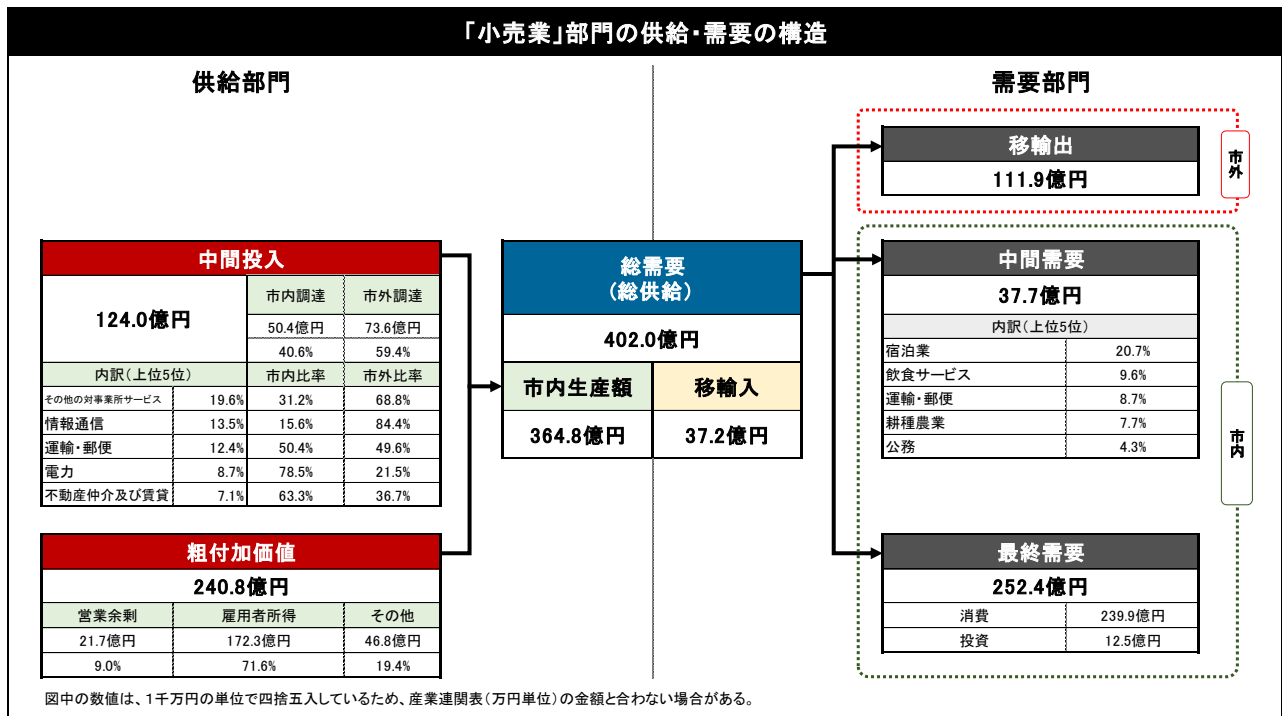 「小売業」部門の供給・需要の構造
供給部門
需要部門
移輸出
111.9億円
市外
中間投入
124.0億円
市内調達 市外調達
50.4億円 73.6億円
40.6% 59.4%
内訳(上位5位) 市内比率 市外比率
その他の対事業所サービス 19.6% 31.2% 68.8%
情報通信 13.5% 15.6% 84.4%
運輸・郵便 12.4% 50.4% 49.6%
電力 8.7% 78.5% 21.5%
不動産仲介及び賃貸 7.1% 63.3% 36.7%
総需要
(総供給)
402.0億円
市内生産額 移輸入
364.8億円 37.2億円
中間需要
37.7億円
内訳(上位5位)
宿泊業 20.7%
飲食サービス 9.6%
運輸・郵便 8.7%
耕種農業 7.7%
公務 4.3%
市内
粗付加価値
240.8億円
営業余剰 雇用者所得 その他
21.7億円 172.3億円 46.8億円
9.0% 71.6% 19.4%
最終需要
252.4億円
消費 239.9億円
投資 12.5億円
図中の数値は、1千万円の単位で四捨五入しているため、産業連関表(万円単位)の金額と合わない場合がある。